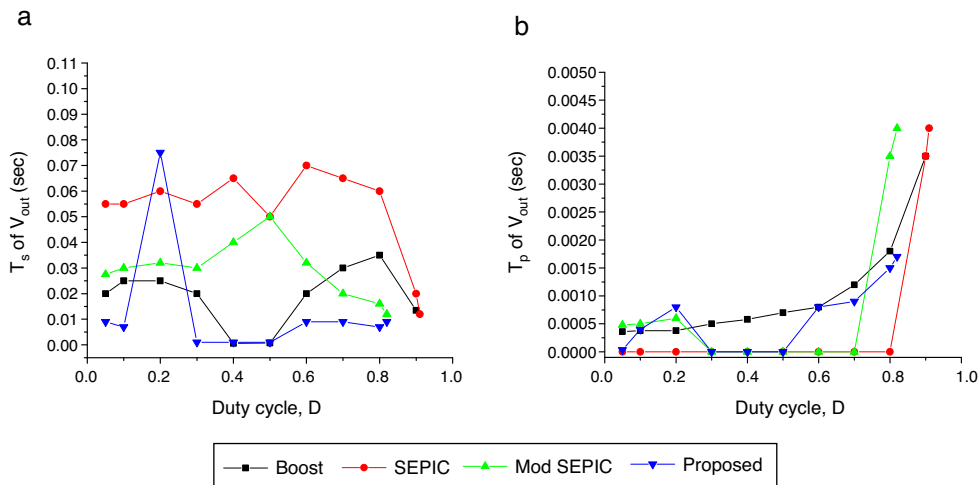 a
0.11
0.10
0.09
0.08
0.07
0.06
0.05
0.04
0.03
0.02
0.01
0.00
T_s of V_out (sec)
0.0 0.2 0.4 0.6 0.8 1.0
Duty cycle, D
b
0.0050
0.0045
0.0040
0.0035
0.0030
0.0025
0.0020
0.0015
0.0010
0.0005
0.0000
T_p of V_out (sec)
0.0 0.2 0.4 0.6 0.8 1.0
Duty cycle, D
Boost SEPIC Mod SEPIC Proposed